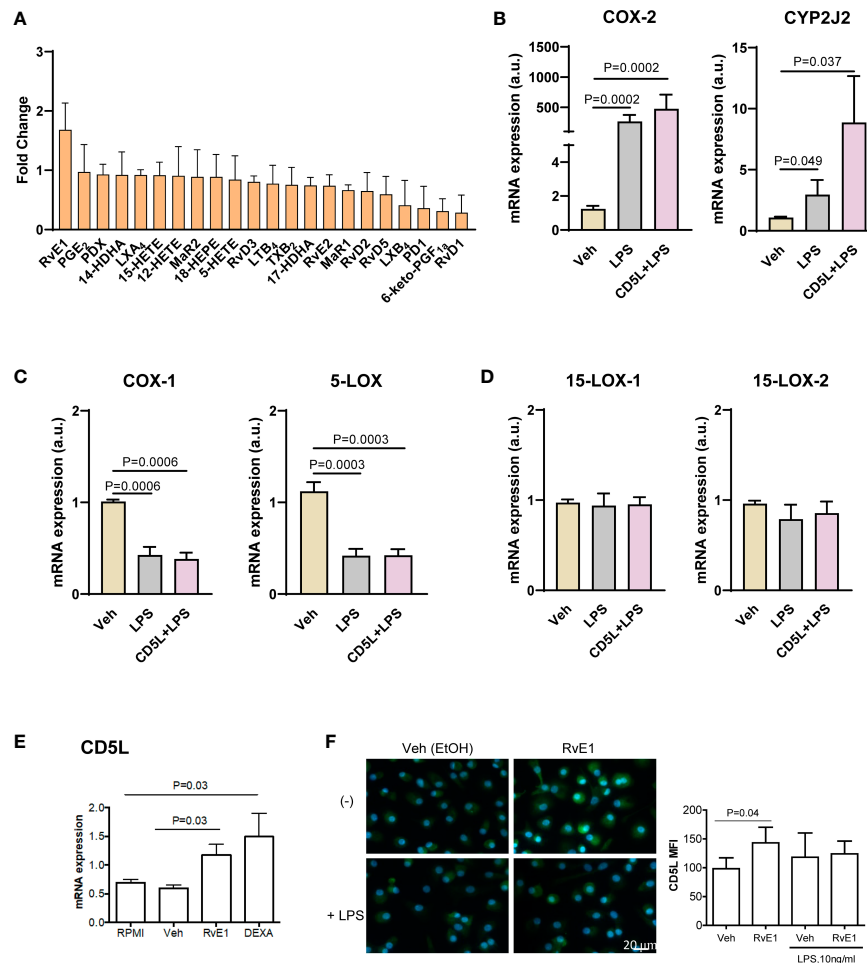 A
Fold Change
3
2
1
0
RvE1
PGE2
PDX
14-HDHA
LXA4
15-HETE
12-HETE
MaR2
18-HEPE
5-HETE
RvD3
LTB4
TXB2
17-HDHA
RvE2
MaR1
RvD2
RvD5
LXB4
PD1
6-keto-PGF1a
RvD1
B
COX-2
mRNA expression (a.u.)
1500
1000
500
4
2
0
P=0.0002
P=0.0002
Veh
LPS
CD5L+LPS
CYP2J2
mRNA expression (a.u.)
15
10
5
0
P=0.037
P=0.049
Veh
LPS
CD5L+LPS
C
COX-1
mRNA expression (a.u.)
2
1
0
P=0.0006
P=0.0006
Veh
LPS
CD5L+LPS
5-LOX
mRNA expression (a.u.)
2
1
0
P=0.0003
P=0.0003
Veh
LPS
CD5L+LPS
D
15-LOX-1
mRNA expression (a.u.)
2
1
0
Veh
LPS
CD5L+LPS
15-LOX-2
mRNA expression (a.u.)
2
1
0
Veh
LPS
CD5L+LPS
E
CD5L
mRNA expression
2.0
1.5
1.0
0.5
0.0
P=0.03
P=0.03
RPMI Veh RvE1 DEXA
F
Veh (EtOH) RvE1
(-)
+ LPS
20 µm
CD5L MFI
200
150
100
50
0
P=0.04
Veh RvE1 Veh RvE1
LPS.10ng/ml